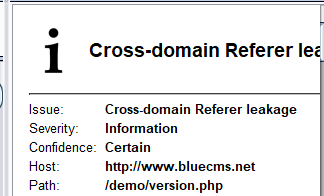 Cross-domain Referer lea
Issue: Cross-domain Referer leakage
Severity: Information
Confidence: Certain
Host: http://www.bluecms.net
Path: /demo/version.php